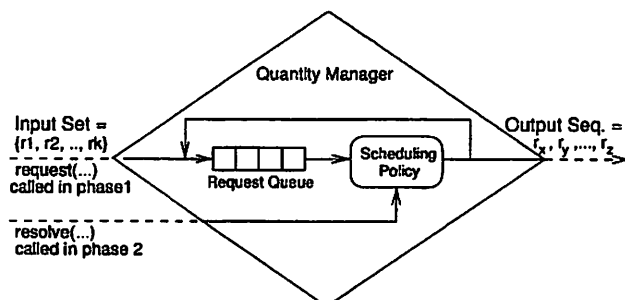 Quantity Manager
Input Set =
{r1, r2, .., rk}
request(...)
called in phase1
Request Queue
Scheduling
Policy
Output Seq. =
rx, ry,..., rz
resolve(...)
called in phase 2